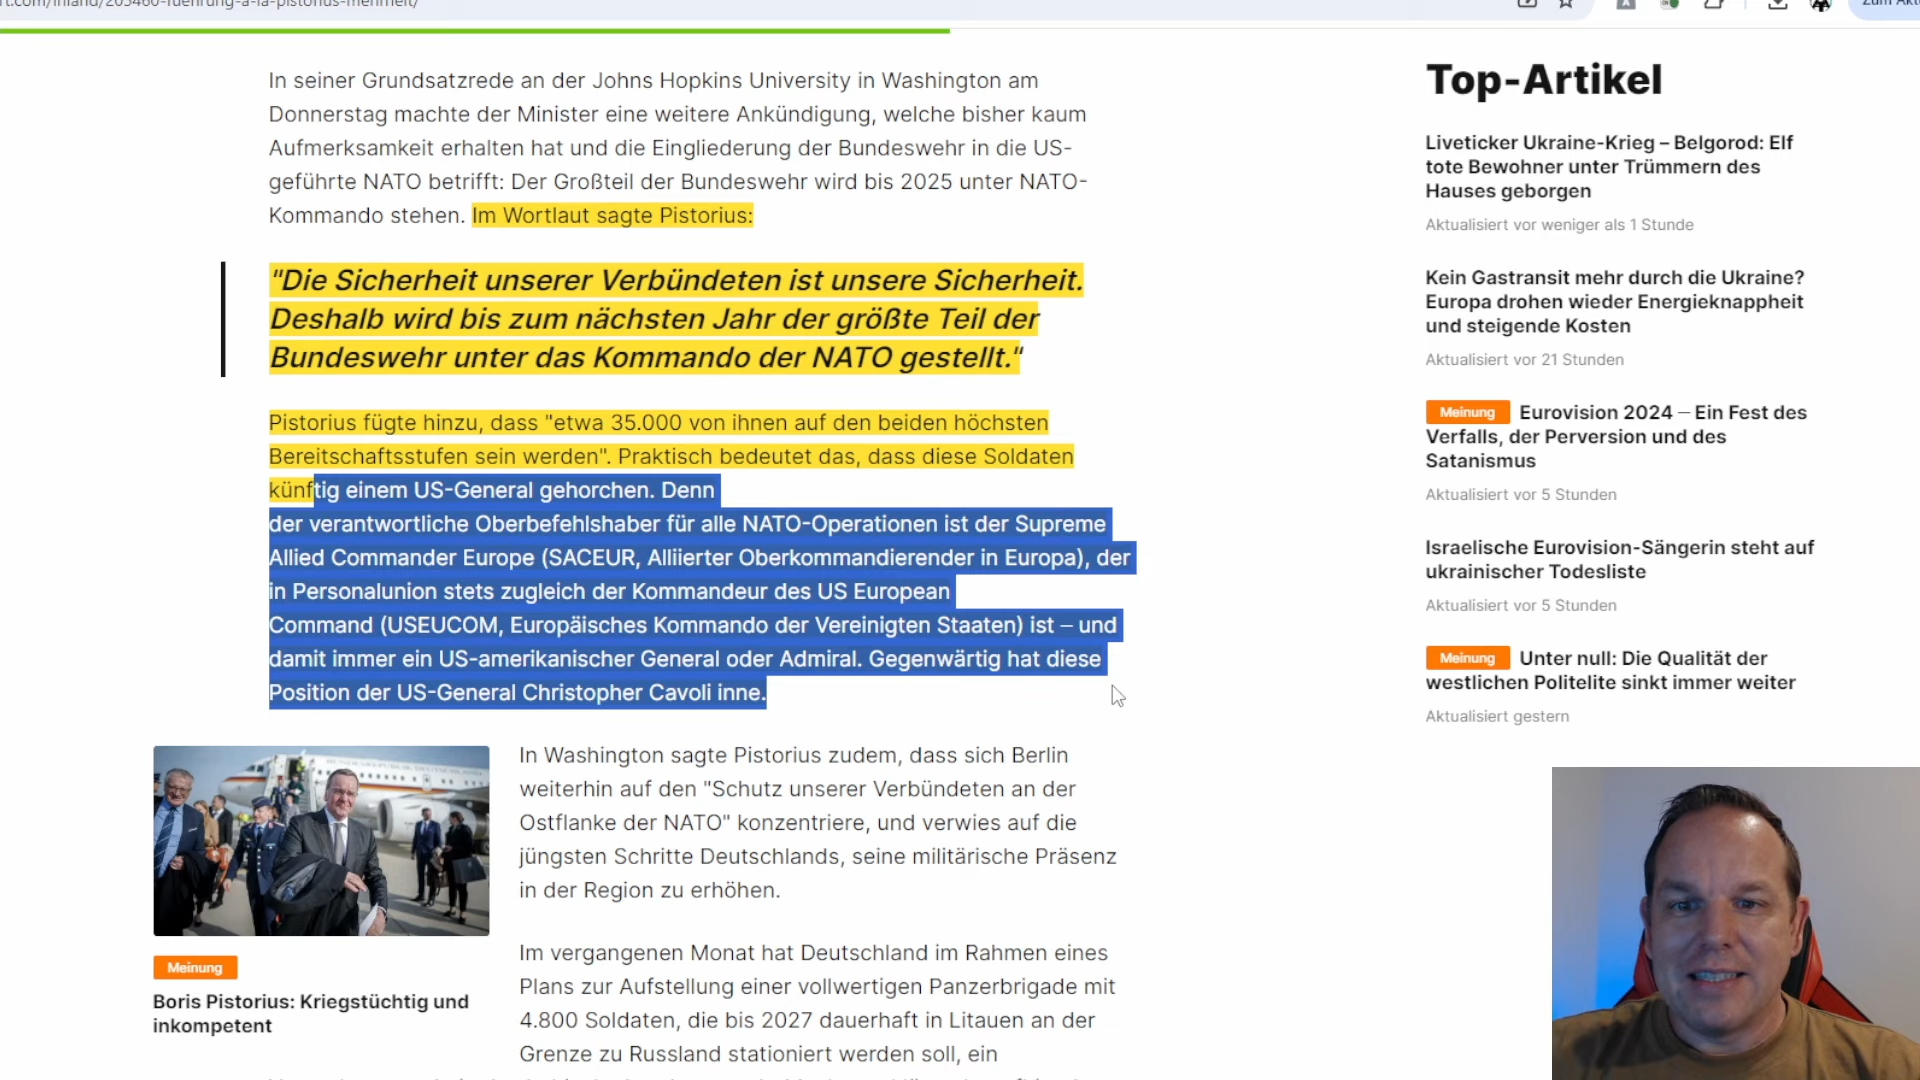 rt.com/inland/205460-fuehrung-a-la-pistorius-mehrheit/
In seiner Grundsatzrede an der Johns Hopkins University in Washington am
Donnerstag machte der Minister eine weitere Ankündigung, welche bisher kaum
Aufmerksamkeit erhalten hat und die Eingliederung der Bundeswehr in die US-
geführte NATO betrifft: Der Großteil der Bundeswehr wird bis 2025 unter NATO-
Kommando stehen. Im Wortlaut sagte Pistorius:
"Die Sicherheit unserer Verbündeten ist unsere Sicherheit.
Deshalb wird bis zum nächsten Jahr der größte Teil der
Bundeswehr unter das Kommando der NATO gestellt."
Pistorius fügte hinzu, dass "etwa 35.000 von ihnen auf den beiden höchsten
Bereitschaftsstufen sein werden". Praktisch bedeutet das, dass diese Soldaten
künftig einem US-General gehorchen. Denn
der verantwortliche Oberbefehlshaber für alle NATO-Operationen ist der Supreme
Allied Commander Europe (SACEUR, Alliierter Oberkommandierender in Europa), der
in Personalunion stets zugleich der Kommandeur des US European
Command (USEUCOM, Europäisches Kommando der Vereinigten Staaten) ist – und
damit immer ein US-amerikanischer General oder Admiral. Gegenwärtig hat diese
Position der US-General Christopher Cavoli inne.
In Washington sagte Pistorius zudem, dass sich Berlin
weiterhin auf den "Schutz unserer Verbündeten an der
Ostflanke der NATO" konzentriere, und verwies auf die
jüngsten Schritte Deutschlands, seine militärische Präsenz
in der Region zu erhöhen.
Im vergangenen Monat hat Deutschland im Rahmen eines
Plans zur Aufstellung einer vollwertigen Panzerbrigade mit
4.800 Soldaten, die bis 2027 dauerhaft in Litauen an der
Grenze zu Russland stationiert werden soll, ein
Meinung
Boris Pistorius: Kriegstüchtig und
inkompetent
Top-Artikel
Liveticker Ukraine-Krieg – Belgorod: Elf
tote Bewohner unter Trümmern des
Hauses geborgen
Aktualisiert vor weniger als 1 Stunde
Kein Gastransit mehr durch die Ukraine?
Europa drohen wieder Energieknappheit
und steigende Kosten
Aktualisiert vor 21 Stunden
Meinung Eurovision 2024 – Ein Fest des
Verfalls, der Perversion und des
Satanismus
Aktualisiert vor 5 Stunden
Israelische Eurovision-Sängerin steht auf
ukrainischer Todesliste
Aktualisiert vor 5 Stunden
Meinung Unter null: Die Qualität der
westlichen Politelite sinkt immer weiter
Aktualisiert gestern